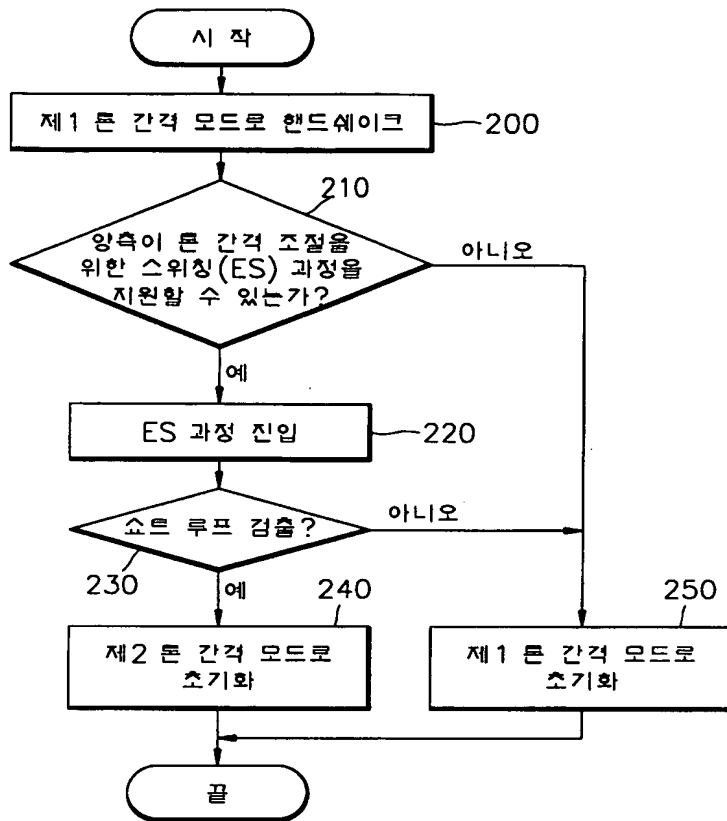 시 작
제1 톤 간격 모드로 핸드쉐이크
200
210
양측이 톤 간격 조절을
위한 스위칭(ES) 과정을
지원할 수 있는가?
아니오
예
ES 과정 진입
220
쇼트 루프 검출?
아니오
230
예
240
250
제2 톤 간격 모드로
초기화
제1 톤 간격 모드로
초기화
끝